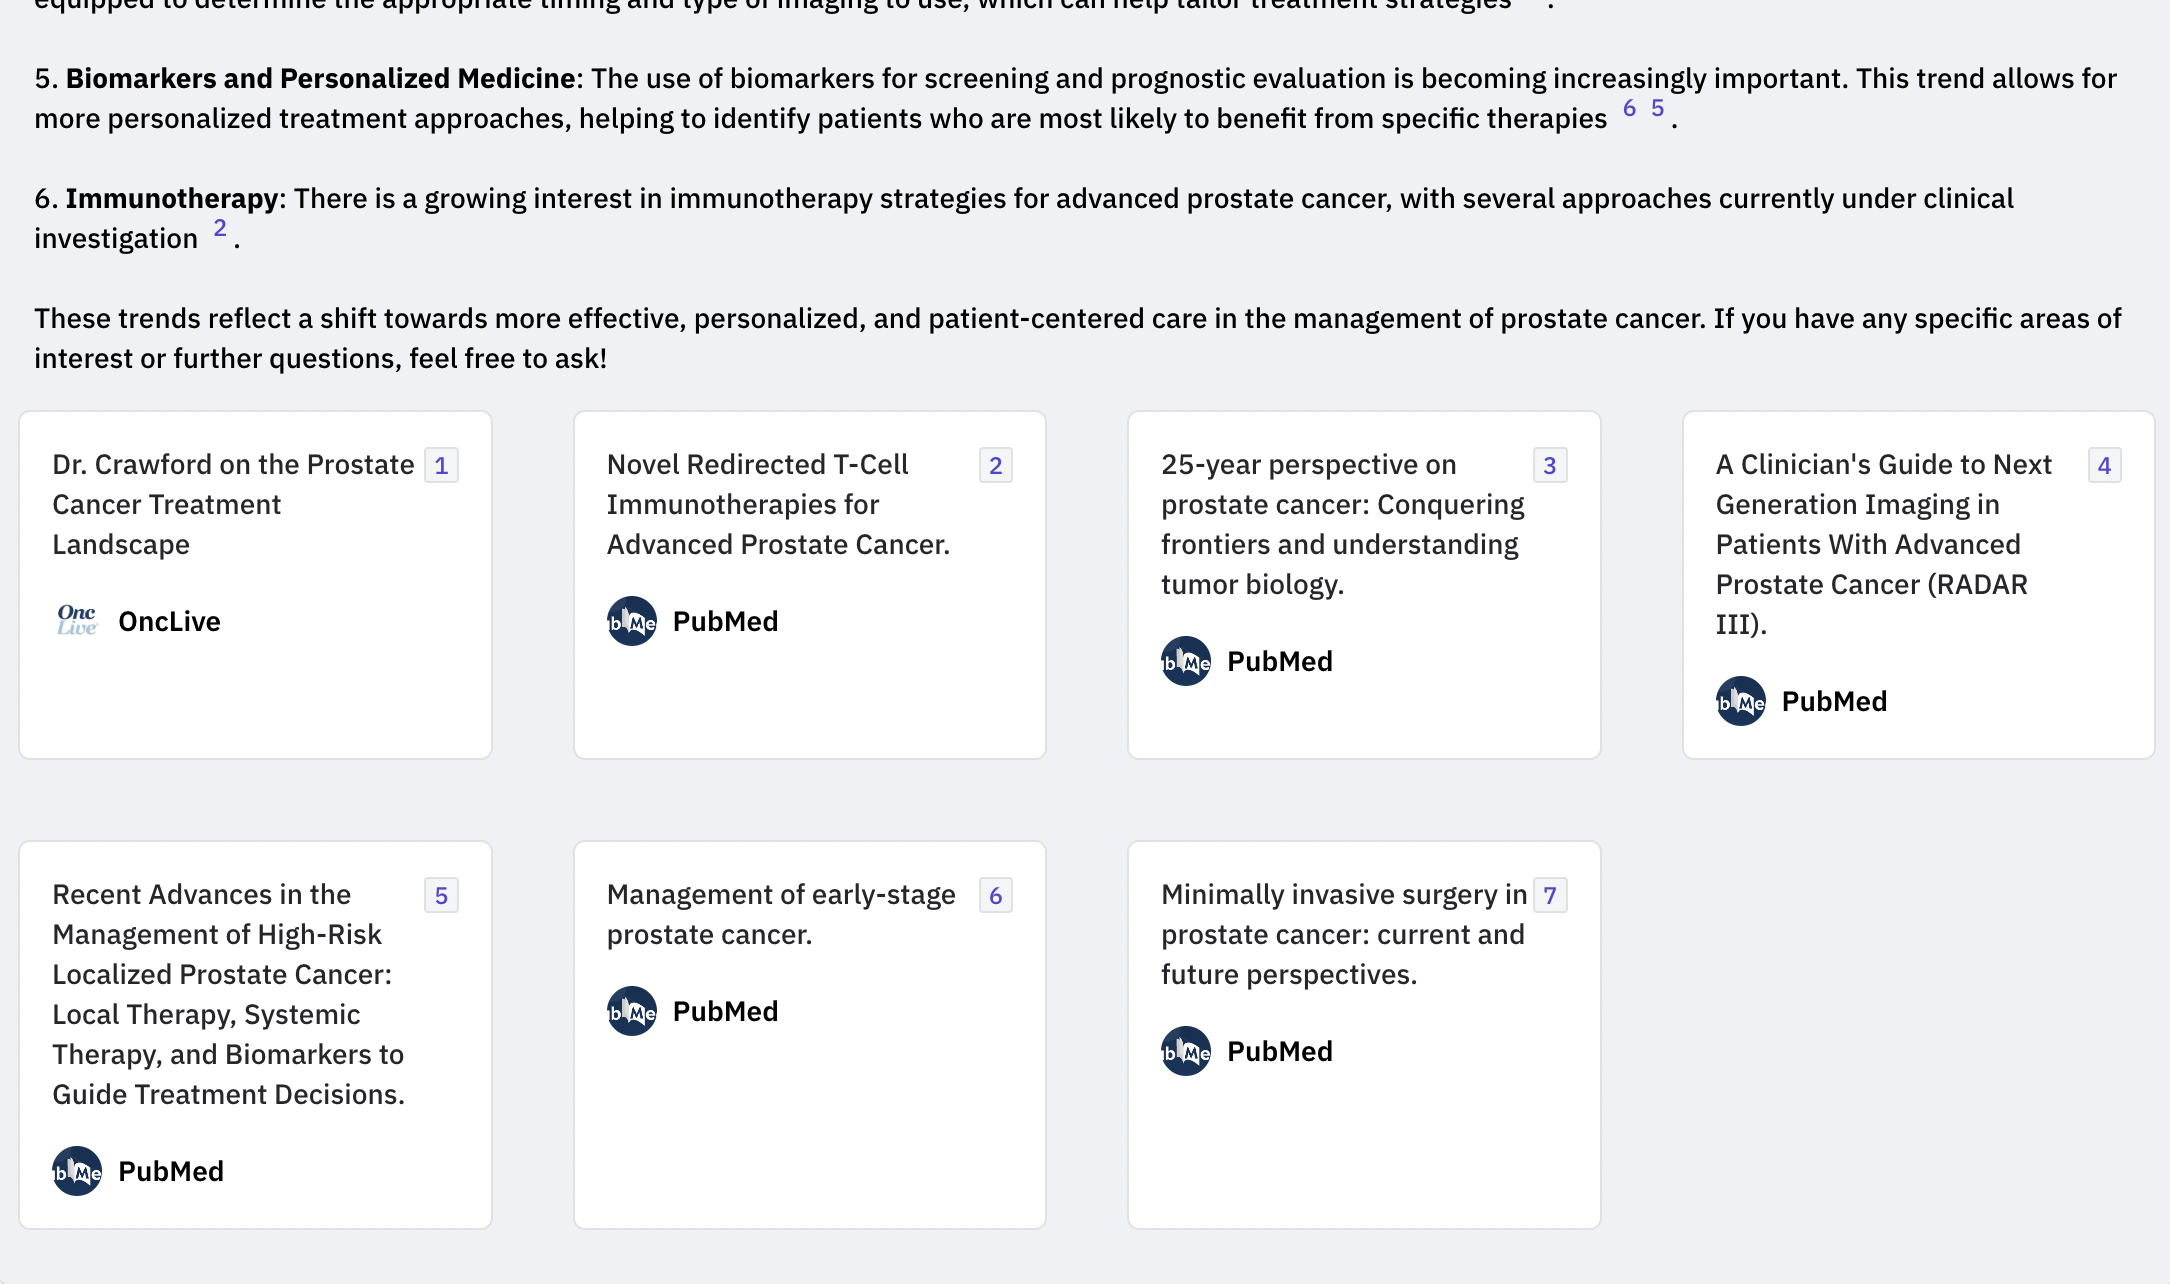 equipped to determine the appropriate timing and type of imaging to use, which can help tailor treatment strategies .
5. Biomarkers and Personalized Medicine: The use of biomarkers for screening and prognostic evaluation is becoming increasingly important. This trend allows for
more personalized treatment approaches, helping to identify patients who are most likely to benefit from specific therapies 6 5 .
6. Immunotherapy: There is a growing interest in immunotherapy strategies for advanced prostate cancer, with several approaches currently under clinical
investigation 2 .
These trends reflect a shift towards more effective, personalized, and patient-centered care in the management of prostate cancer. If you have any specific areas of
interest or further questions, feel free to ask!
Dr. Crawford on the Prostate 1
Cancer Treatment
Landscape
Onc
Live
OncLive
Novel Redirected T-Cell 2
Immunotherapies for
Advanced Prostate Cancer.
bMe PubMed
25-year perspective on 3
prostate cancer: Conquering
frontiers and understanding
tumor biology.
bMe PubMed
A Clinician's Guide to Next 4
Generation Imaging in
Patients With Advanced
Prostate Cancer (RADAR
III).
bMe PubMed
Recent Advances in the 5
Management of High-Risk
Localized Prostate Cancer:
Local Therapy, Systemic
Therapy, and Biomarkers to
Guide Treatment Decisions.
bMe PubMed
Management of early-stage 6
prostate cancer.
bMe PubMed
Minimally invasive surgery in 7
prostate cancer: current and
future perspectives.
bMe PubMed